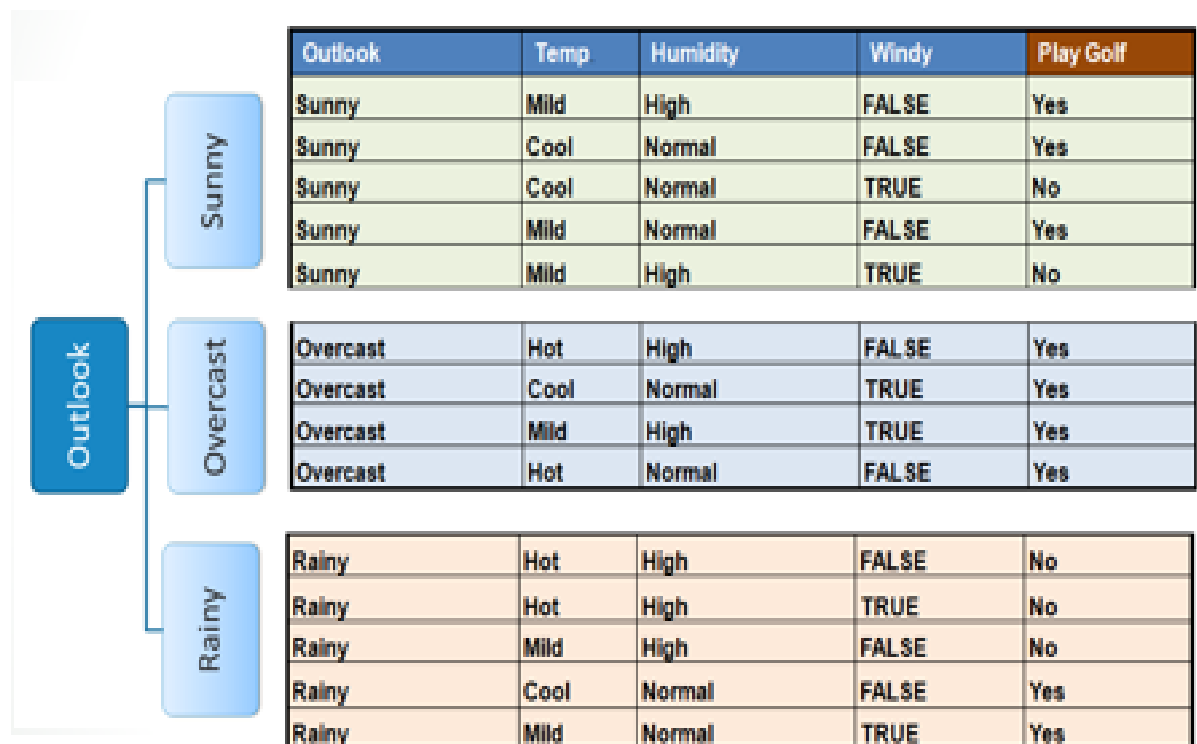 Outlook Temp Humidity Windy Play Golf
Sunny Mild High FALSE Yes
Sunny Cool Normal FALSE Yes
Sunny Cool Normal TRUE No
Sunny Mild Normal FALSE Yes
Sunny Mild High TRUE No
Sunny
Overcast Hot High FALSE Yes
Overcast Cool Normal TRUE Yes
Overcast Mild High TRUE Yes
Overcast Hot Normal FALSE Yes
Outlook
Overcast
Rainy Hot High FALSE No
Rainy Hot High TRUE No
Rainy Mild High FALSE No
Rainy Cool Normal FALSE Yes
Rainy Mild Normal TRUE Yes
Rainy